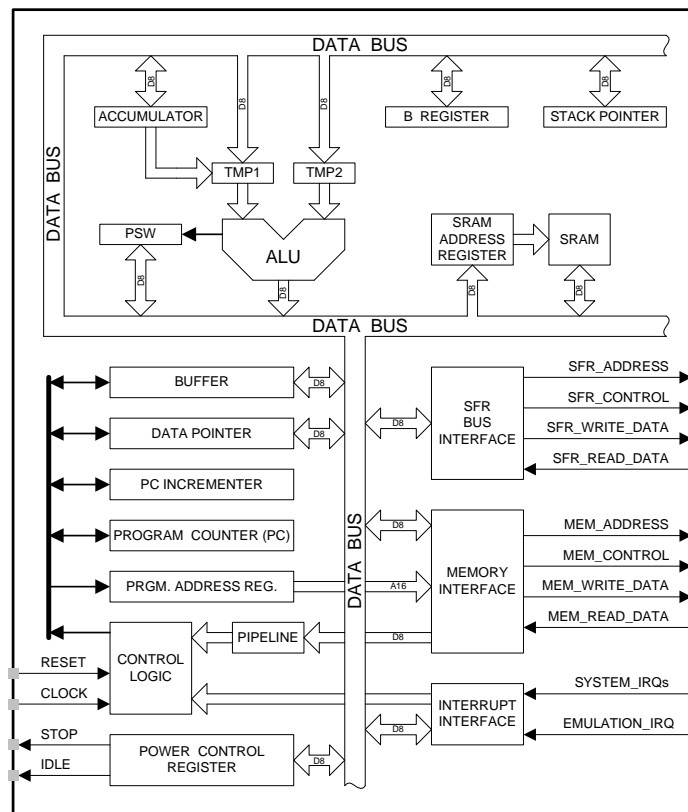 DATA BUS
D8
D8
D8
D8
D8
ACCUMULATOR
B REGISTER
STACK POINTER
DATA BUS
TMP1
TMP2
PSW
ALU
SRAM
ADDRESS
REGISTER
SRAM
D8
D8
D8
D8
DATA BUS
BUFFER
D8
SFR_ADDRESS
SFR_CONTROL
SFR_WRITE_DATA
SFR_READ_DATA
DATA POINTER
D8
D8
SFR
BUS
INTERFACE
PC INCREMENTER
PROGRAM COUNTER (PC)
D8
DATA BUS
MEM_ADDRESS
MEM_CONTROL
MEM_WRITE_DATA
MEM_READ_DATA
MEMORY
INTERFACE
PRGM. ADDRESS REG.
A16
PIPELINE
D8
CONTROL
LOGIC
RESET
CLOCK
SYSTEM_IRQs
EMULATION_IRQ
INTERRUPT
INTERFACE
D8
STOP
IDLE
POWER CONTROL
REGISTER
D8